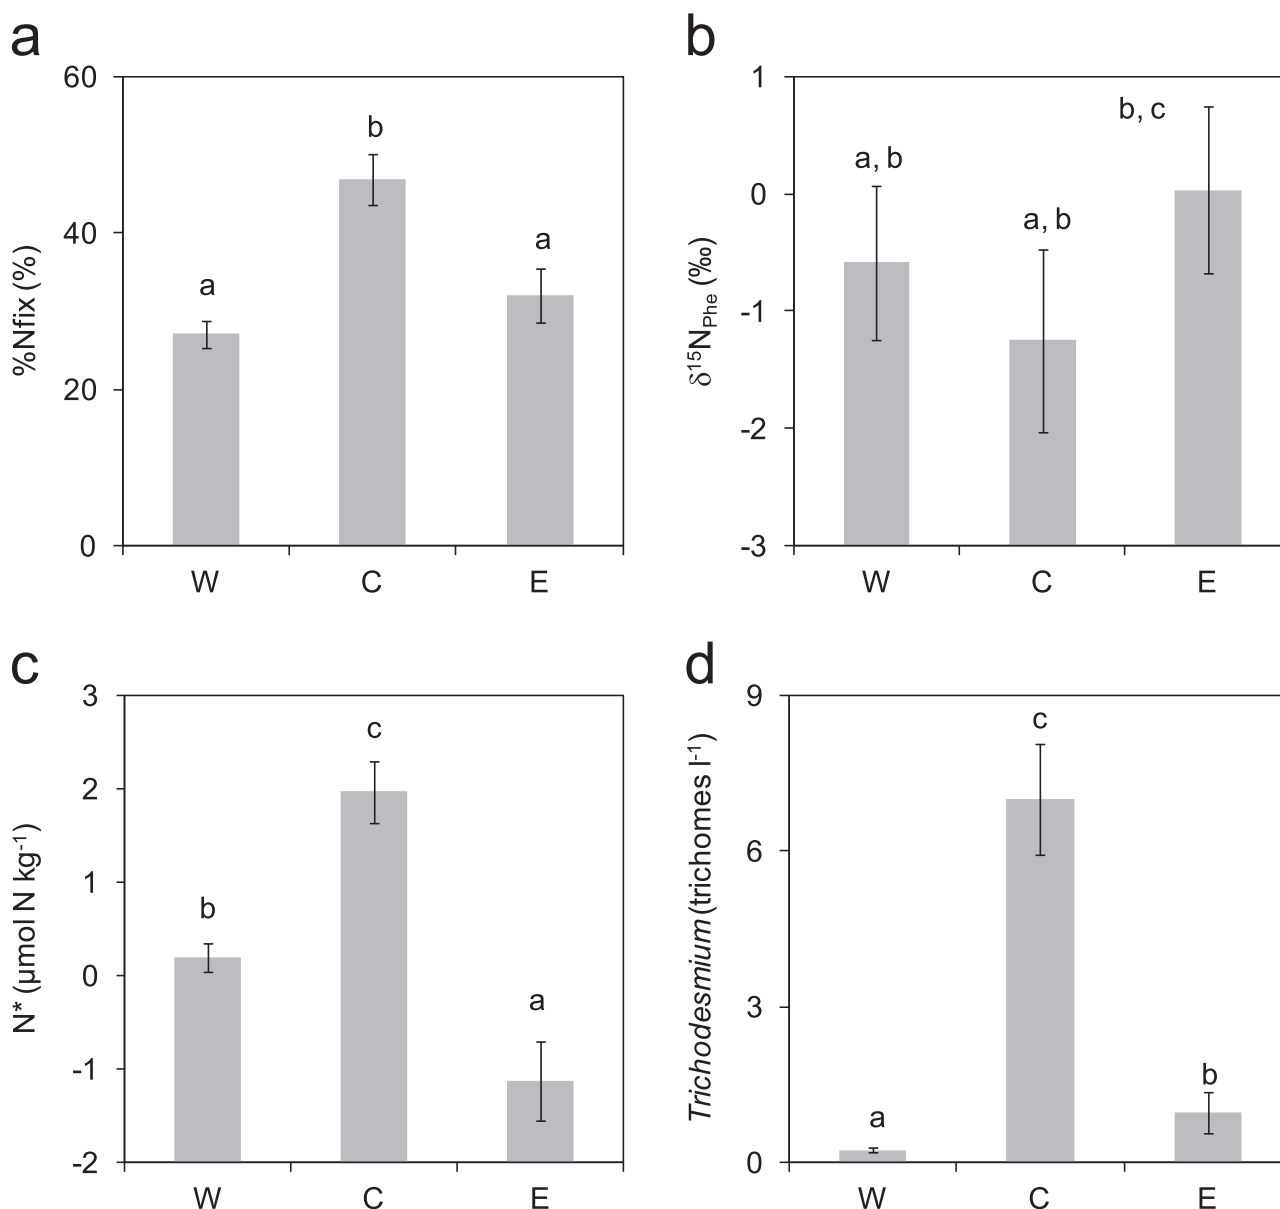 a
%Nfix (%)
60
40
20
0
a
b
a
W C E
b
δ¹⁵N_Phe (‰)
1
0
-1
-2
-3
a, b
a, b
b, c
W C E
c
N* (μmol N kg⁻¹)
3
2
1
0
-1
-2
b
c
a
W C E
d
Trichodesmium (trichomes l⁻¹)
9
6
3
0
a
c
b
W C E